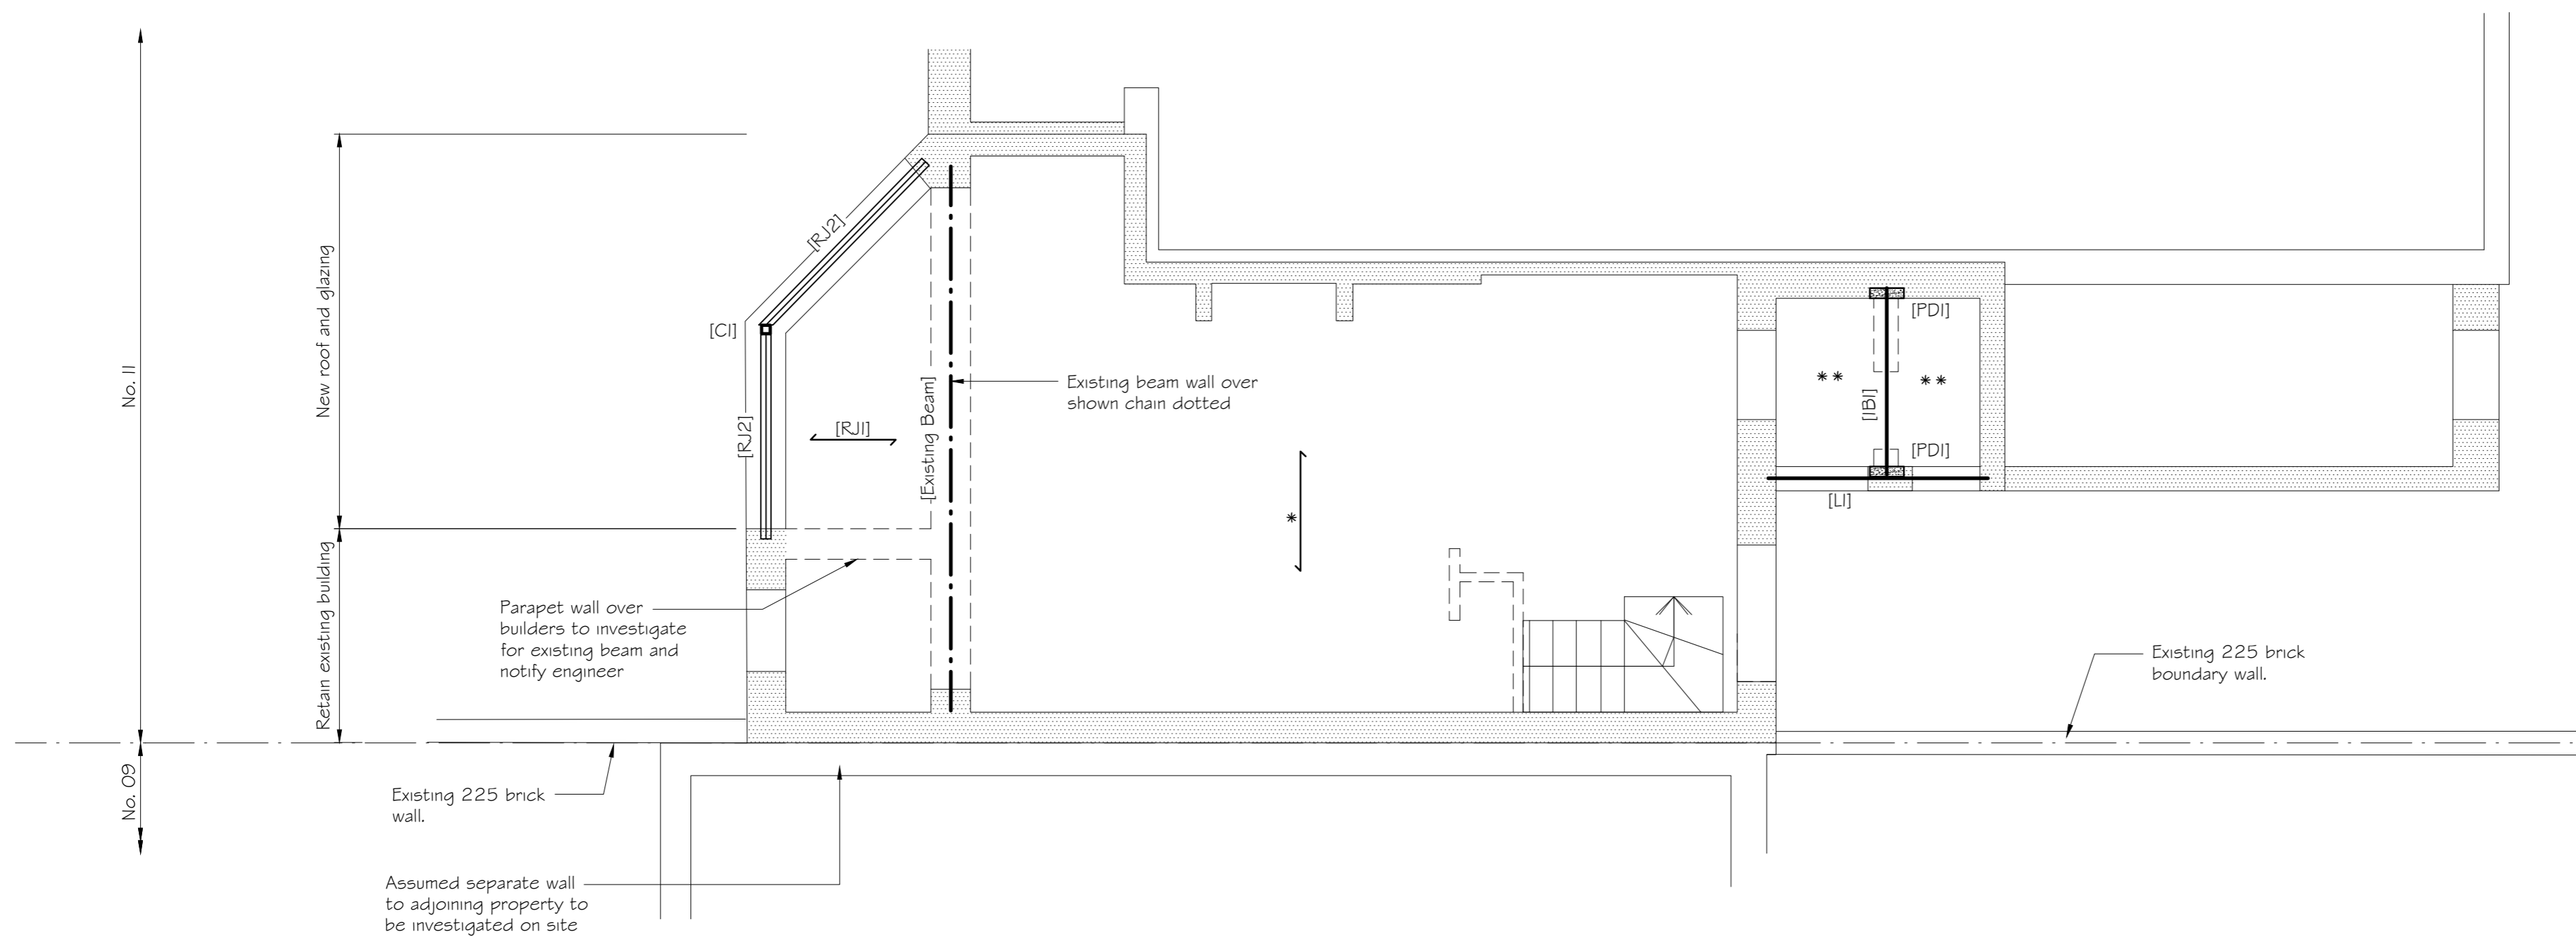 No. 11
No. 09
New roof and glazing
Retain existing building
[RJ2]
[C1]
[RJ2]
[RJ1]
[Existing Beam]
Existing beam wall over
shown chain dotted
*
[PD1]
**
**
[IB1]
[PD1]
[L1]
Parapet wall over
builders to investigate
for existing beam and
notify engineer
Existing 225 brick
boundary wall.
Existing 225 brick
wall.
Assumed separate wall
to adjoining property to
be investigated on site